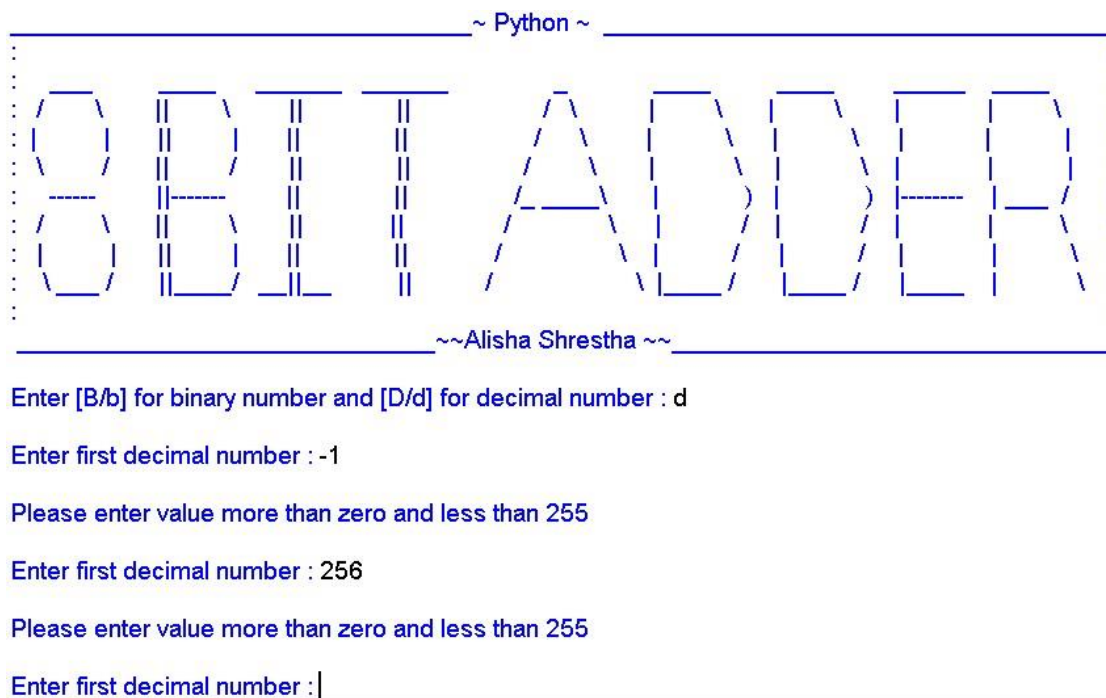 ~ Python ~
8BIT ADDER
~~Alisha Shrestha ~~
Enter [B/b] for binary number and [D/d] for decimal number : d
Enter first decimal number : -1
Please enter value more than zero and less than 255
Enter first decimal number : 256
Please enter value more than zero and less than 255
Enter first decimal number :